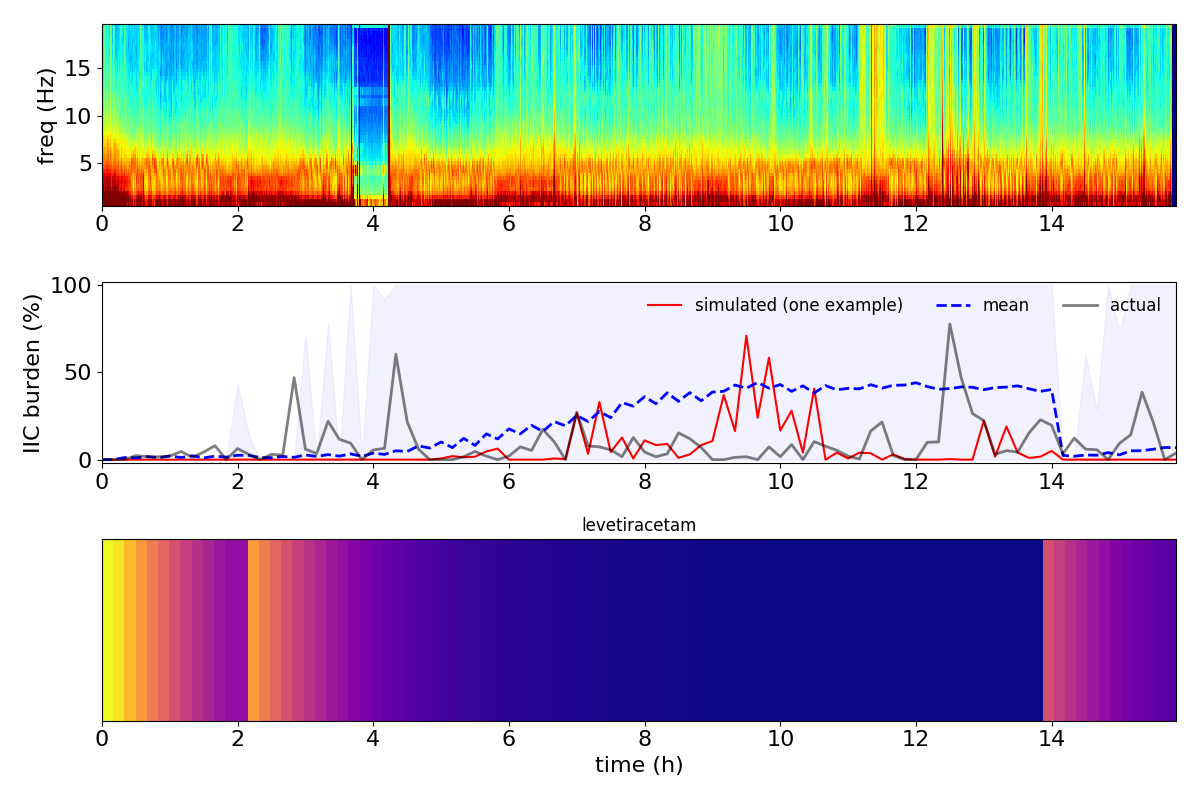 freq (Hz)
15
10
5
0 2 4 6 8 10 12 14
IIC burden (%)
100
50
0
simulated (one example) mean actual
0 2 4 6 8 10 12 14
levetiracetam
0 2 4 6 8 10 12 14
time (h)